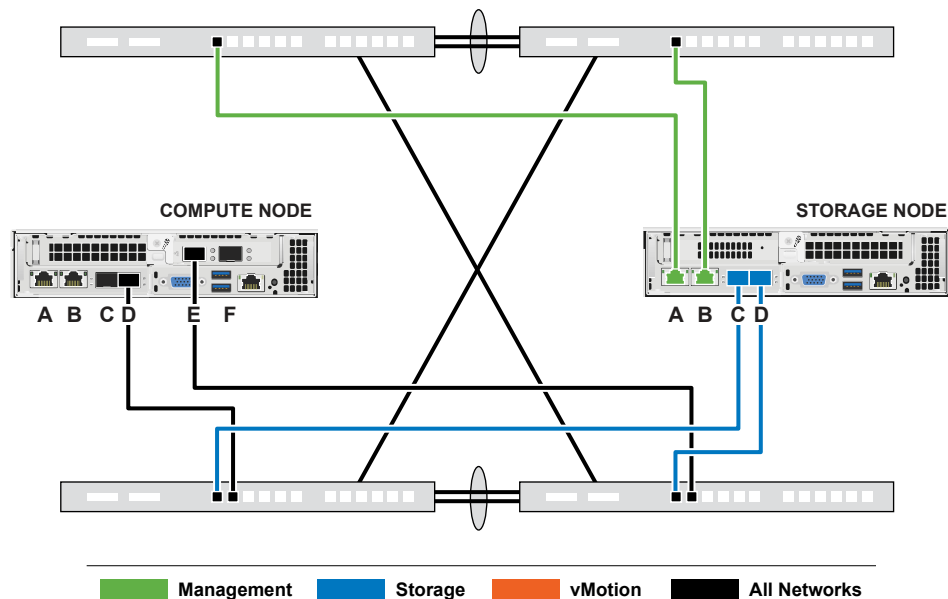 COMPUTE NODE
STORAGE NODE
A B C D E F
A B C D
Management Storage vMotion All Networks